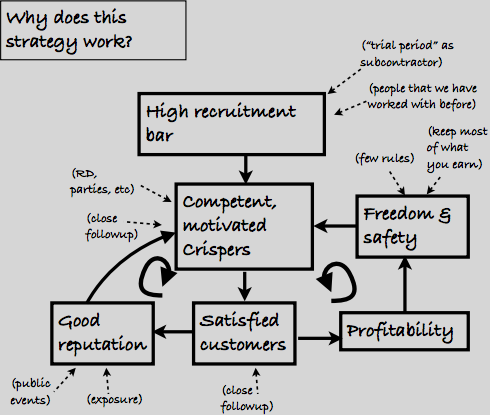 Why does this
strategy work?
("trial period" as
subcontractor)
(people that we have
worked with before)
High recruitment
bar
(keep most
of what
you earn)
(few rules)
(RD,
parties, etc)
(close
followup)
Competent,
motivated
Crispers
Freedom &
safety
Good
reputation
Satisfied
customers
Profitability
(public
events)
(exposure)
(close
followup)